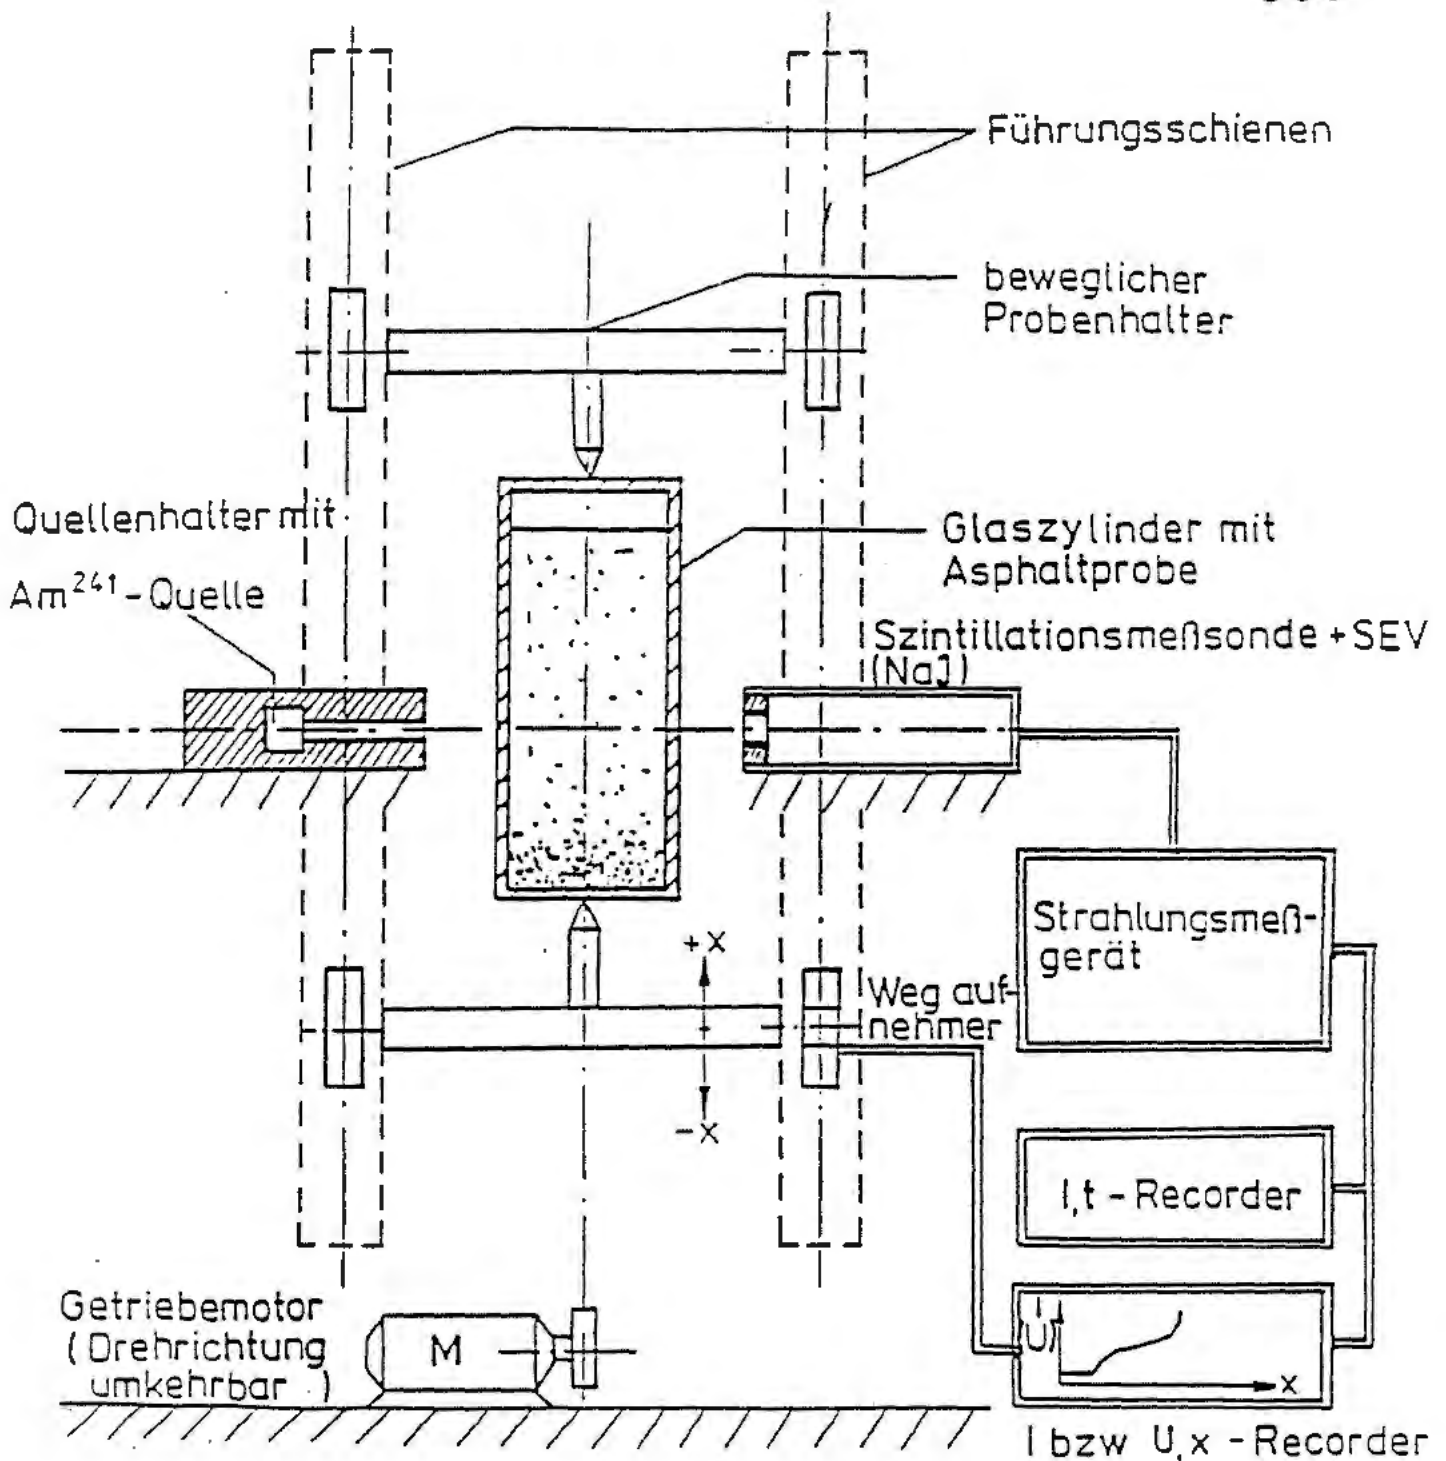 Führungsschienen
beweglicher
Probenhalter
Quellenhalter mit
Am²⁴¹-Quelle
Glaszylinder mit
Asphaltprobe
Szintillationsmeßsonde + SEV
(NaJ)
+X
-X
Weg auf-
nehmer
Strahlungsmeß-
gerät
I,t - Recorder
Getriebemotor
(Drehrichtung
umkehrbar)
M
I
U
x
I bzw U,x - Recorder